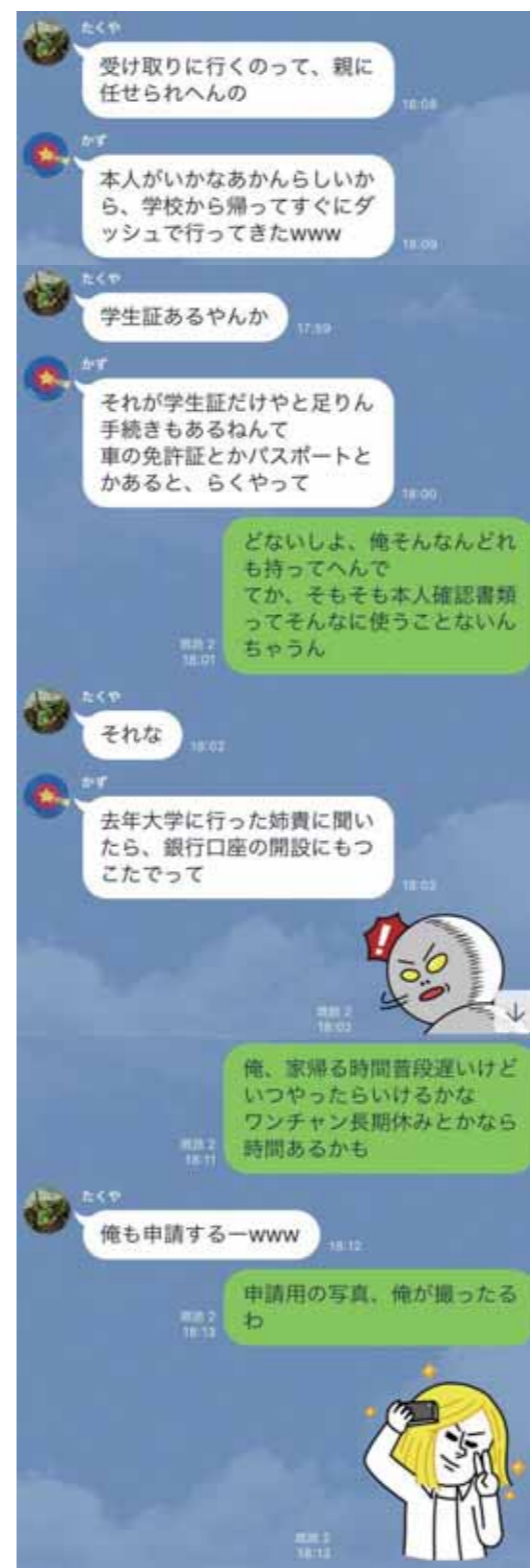 たくや
受け取りに行くのって、親に
任せられへんの
18:08
かず
本人がいかなあかんらしいか
ら、学校から帰ってすぐにダ
ッシュで行ってきたwww
18:09
たくや
学生証あるやんか
17:59
かず
それが学生証だけやと足りん
手続きもあるねんて
車の免許証とかパスポートと
かあると、らくやって
18:00
どないしよ、俺そんなんどれ
も持ってへんで
てか、そもそも本人確認書類
ってそんなに使うことないん
ちゃうん
既読 2
18:01
たくや
それな
18:02
かず
去年大学に行った姉貴に聞い
たら、銀行口座の開設にもつ
こたでって
18:03
!
既読 2
18:03
俺、家帰る時間普段遅いけど
いつやったらいけるかな
ワンチャン長期休みとかなら
時間あるかも
既読 2
18:11
たくや
俺も申請するーwww
18:12
申請用の写真、俺が撮ったる
わ
既読 2
18:13
既読 2
18:13